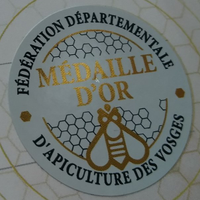 FÉDÉRATION DÉPARTEMENTALE
MÉDAILLE
D'OR
D'APICULTURE DES VOSGES